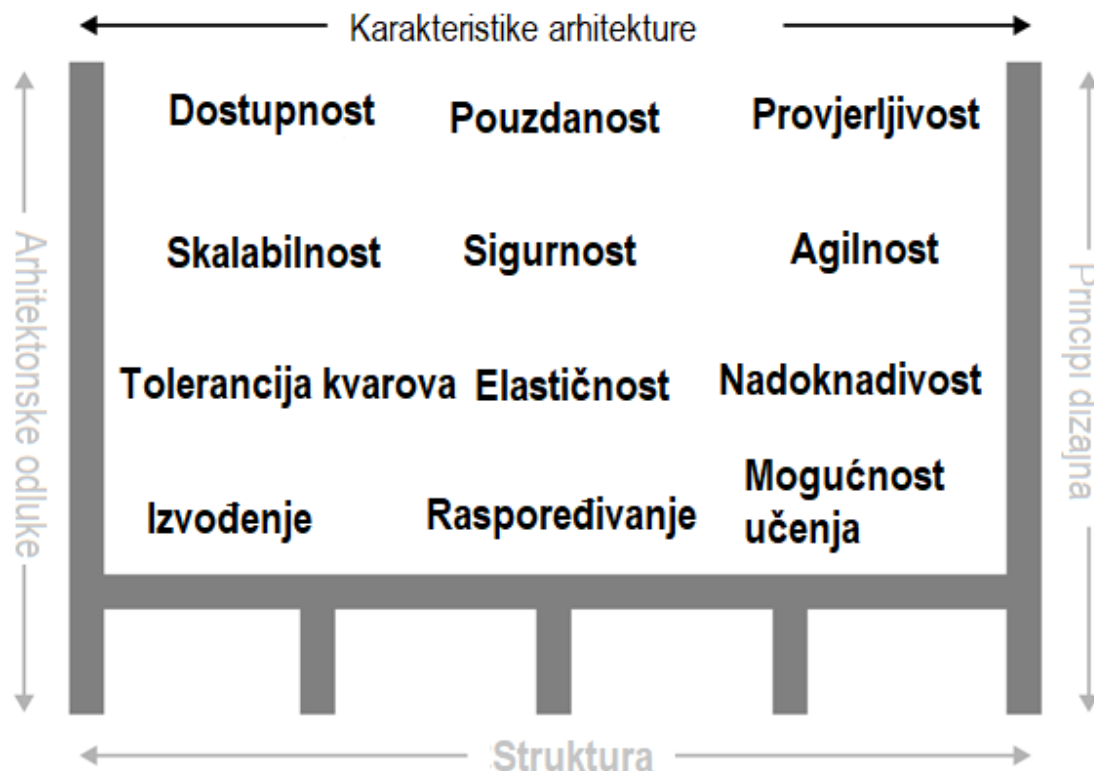 Karakteristike arhitekture
Dostupnost
Pouzdanost
Provjerljivost
Skalabilnost
Sigurnost
Agilnost
Tolerancija kvarova
Elastičnost
Nadoknadivost
Izvođenje
Raspoređivanje
Mogućnost
učenja
Arhitektonske odluke
Principi dizajna
Struktura